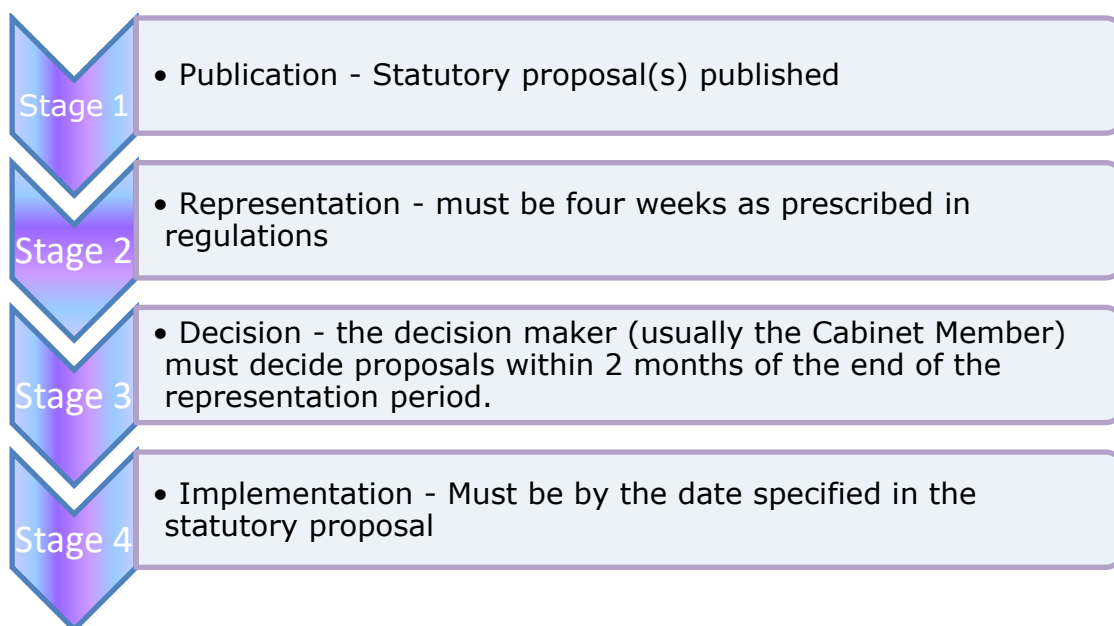 Stage 1
• Publication - Statutory proposal(s) published
Stage 2
• Representation - must be four weeks as prescribed in
regulations
Stage 3
• Decision - the decision maker (usually the Cabinet Member)
must decide proposals within 2 months of the end of the
representation period.
Stage 4
• Implementation - Must be by the date specified in the
statutory proposal